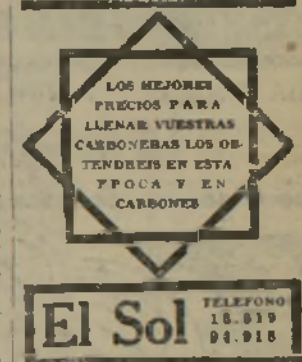 LOS MEJORES
PRECIOS PARA
LLENAR VUESTRAS
CARBONERAS LOS OB-
TENDREIS EN ESTA
EPOCA Y EN
CARBONES
El Sol
TELEFONO
18.819
94.918